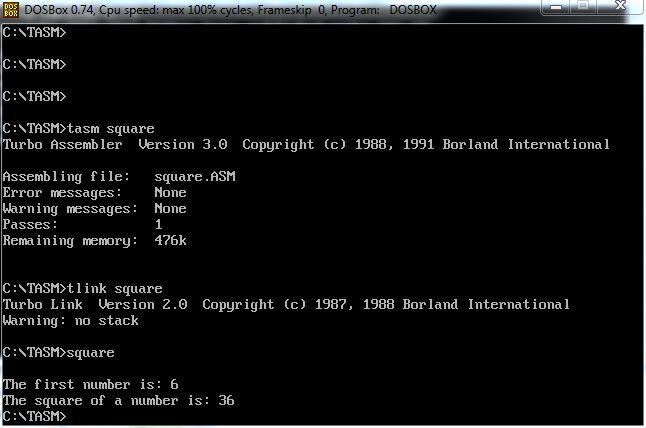 DOSBox 0.74, Cpu speed: max 100% cycles, Frameskip 0, Program: DOSBOX
C:\TASM>
C:\TASM>
C:\TASM>
C:\TASM>tasm square
Turbo Assembler Version 3.0 Copyright (c) 1988, 1991 Borland International
Assembling file: square.ASM
Error messages: None
Warning messages: None
Passes: 1
Remaining memory: 476k
C:\TASM>tlink square
Turbo Link Version 2.0 Copyright (c) 1987, 1988 Borland International
Warning: no stack
C:\TASM>square
The first number is: 6
The square of a number is: 36
C:\TASM>